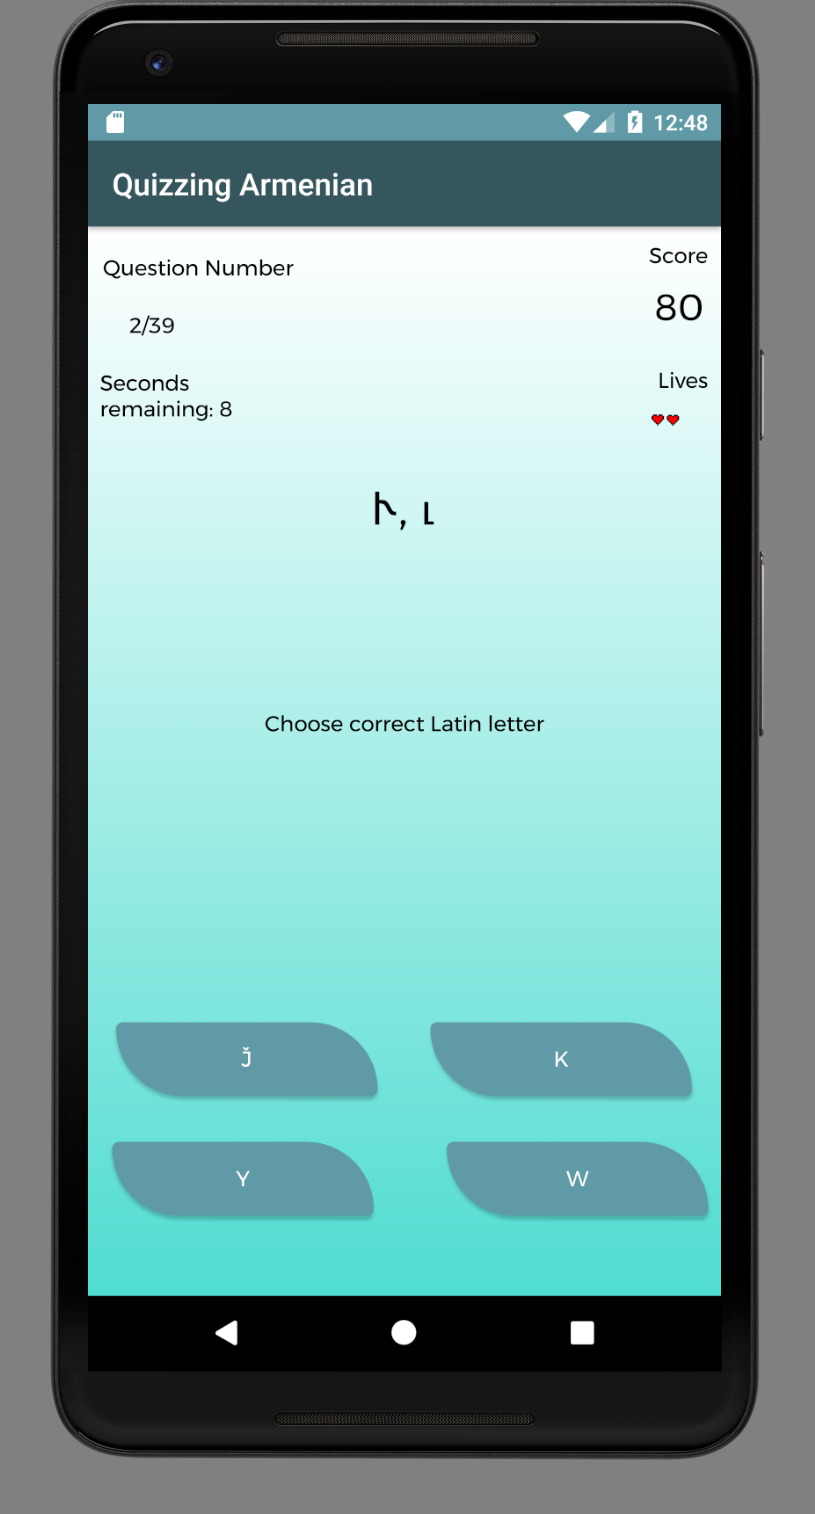 12:48
Quizzing Armenian
Question Number
Score
2/39
80
Seconds
remaining: 8
Lives
Ւ, ւ
Choose correct Latin letter
J̌
K
Y
W